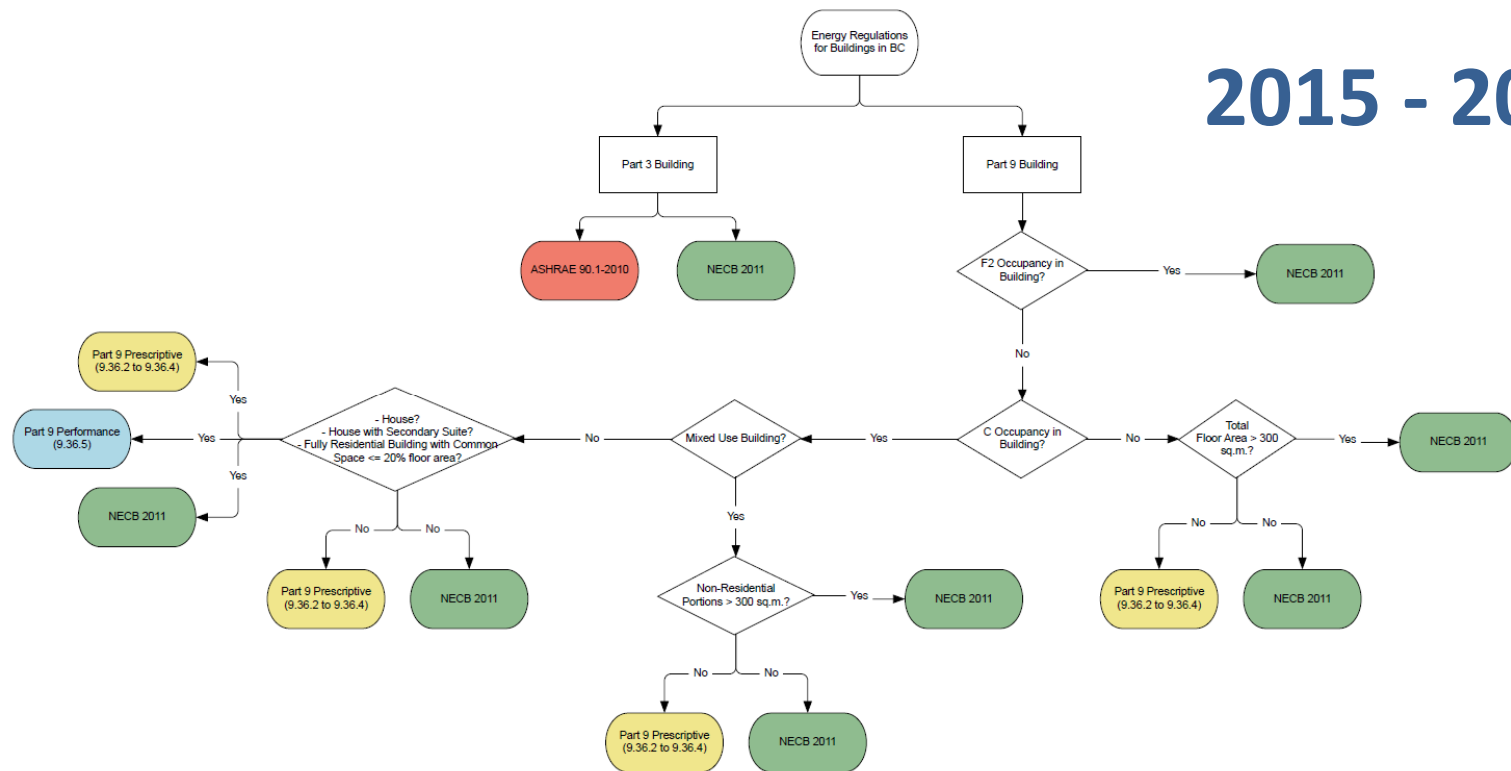 Energy Regulations
for Buildings in BC
2015 - 20
Part 3 Building
Part 9 Building
ASHRAE 90.1-2010
NECB 2011
F2 Occupancy in
Building?
Yes
NECB 2011
No
Part 9 Prescriptive
(9.36.2 to 9.36.4)
Yes
Part 9 Performance
(9.36.5)
Yes
Yes
NECB 2011
- House?
- House with Secondary Suite?
- Fully Residential Building with Common
Space <= 20% floor area?
No
Mixed Use Building?
Yes
C Occupancy in
Building?
No
Total
Floor Area > 300
sq.m.?
Yes
NECB 2011
No
No
Part 9 Prescriptive
(9.36.2 to 9.36.4)
NECB 2011
Yes
Non-Residential
Portions > 300 sq.m.?
Yes
NECB 2011
No
No
Part 9 Prescriptive
(9.36.2 to 9.36.4)
NECB 2011
No
No
Part 9 Prescriptive
(9.36.2 to 9.36.4)
NECB 2011